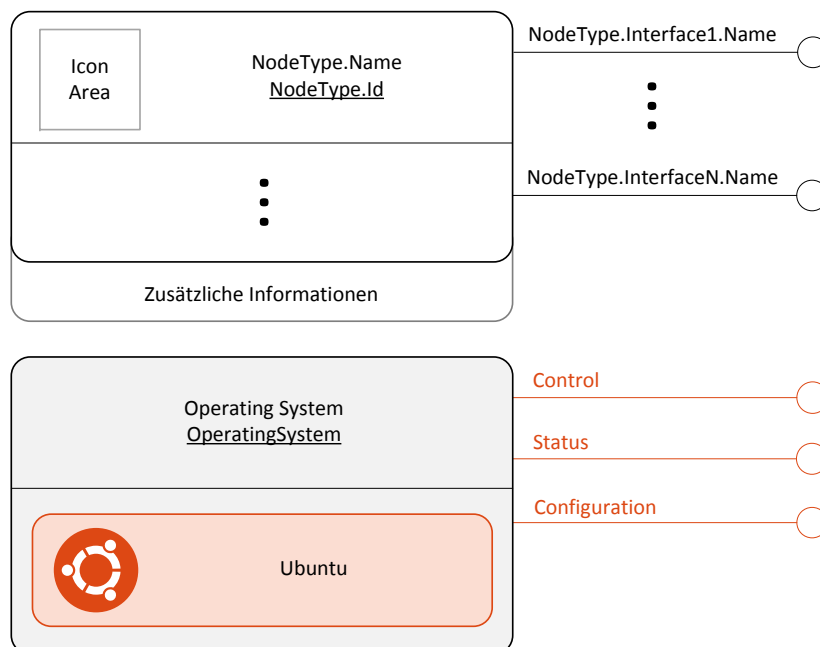 Icon
Area
NodeType.Name
NodeType.Id
NodeType.Interface1.Name
NodeType.InterfaceN.Name
Zusätzliche Informationen
Operating System
OperatingSystem
Control
Status
Configuration
Ubuntu